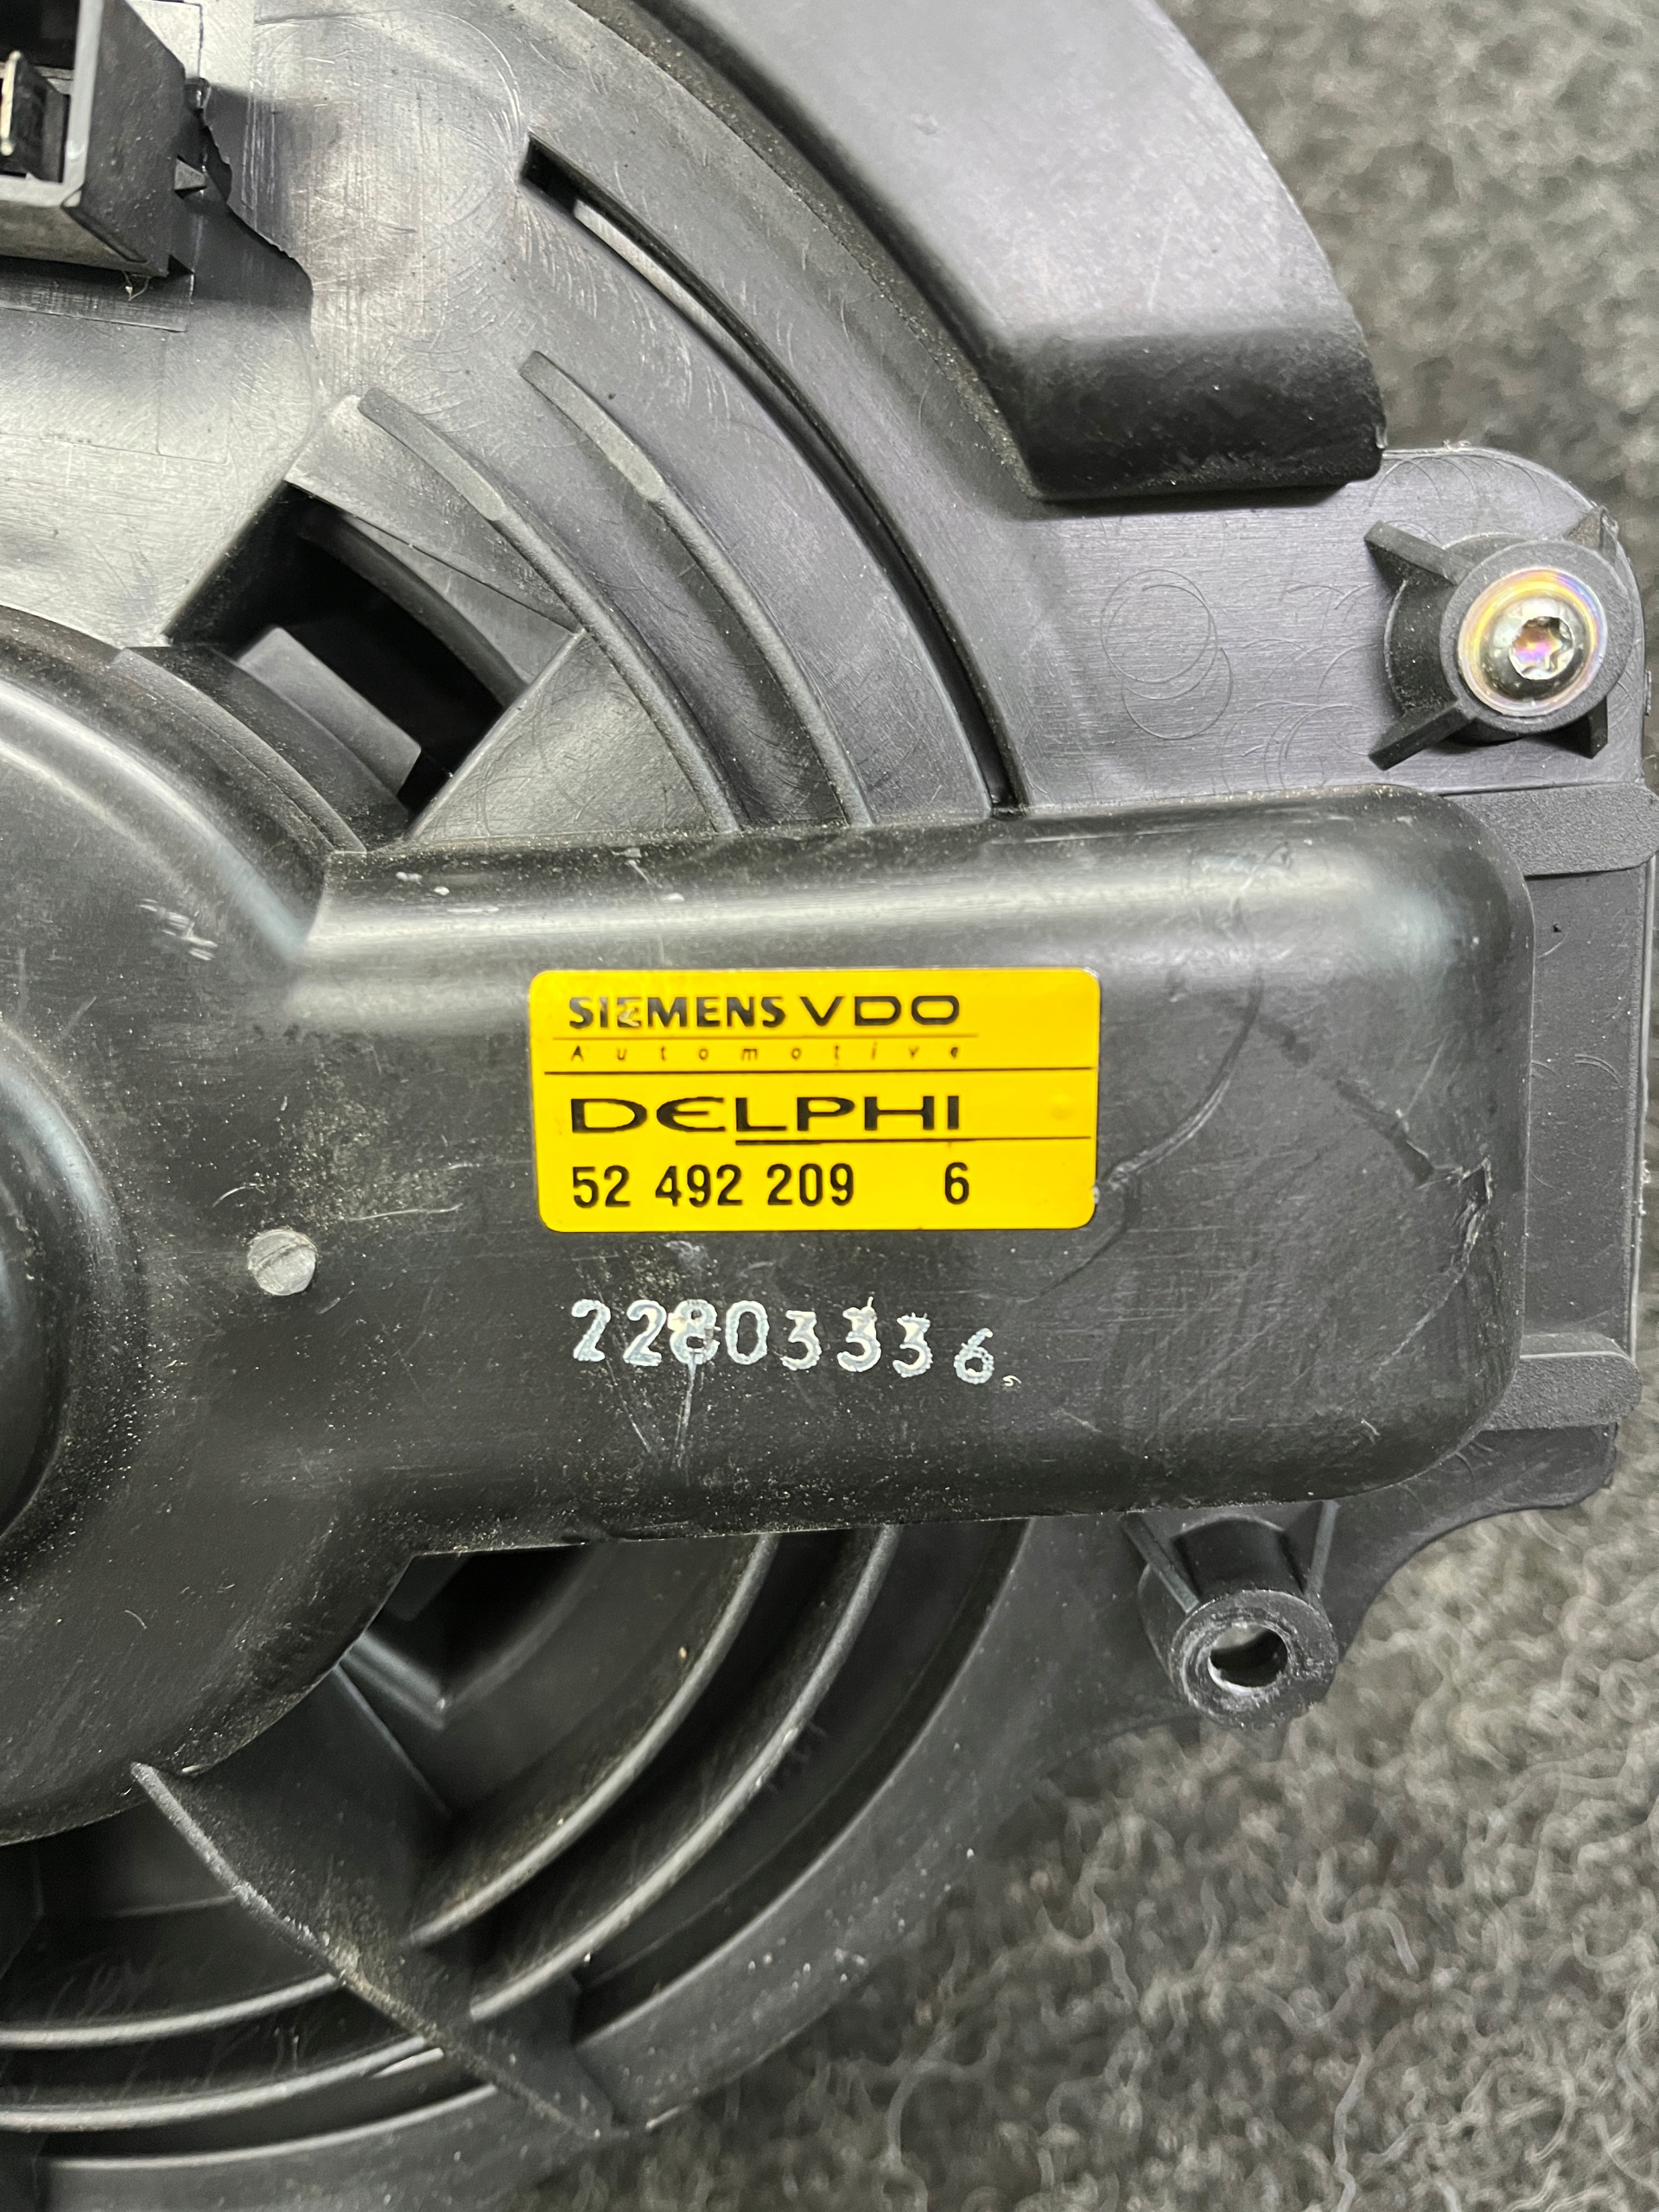 SIEMENS VDO
Automotive
DELPHI
52 492 209 6
22803336